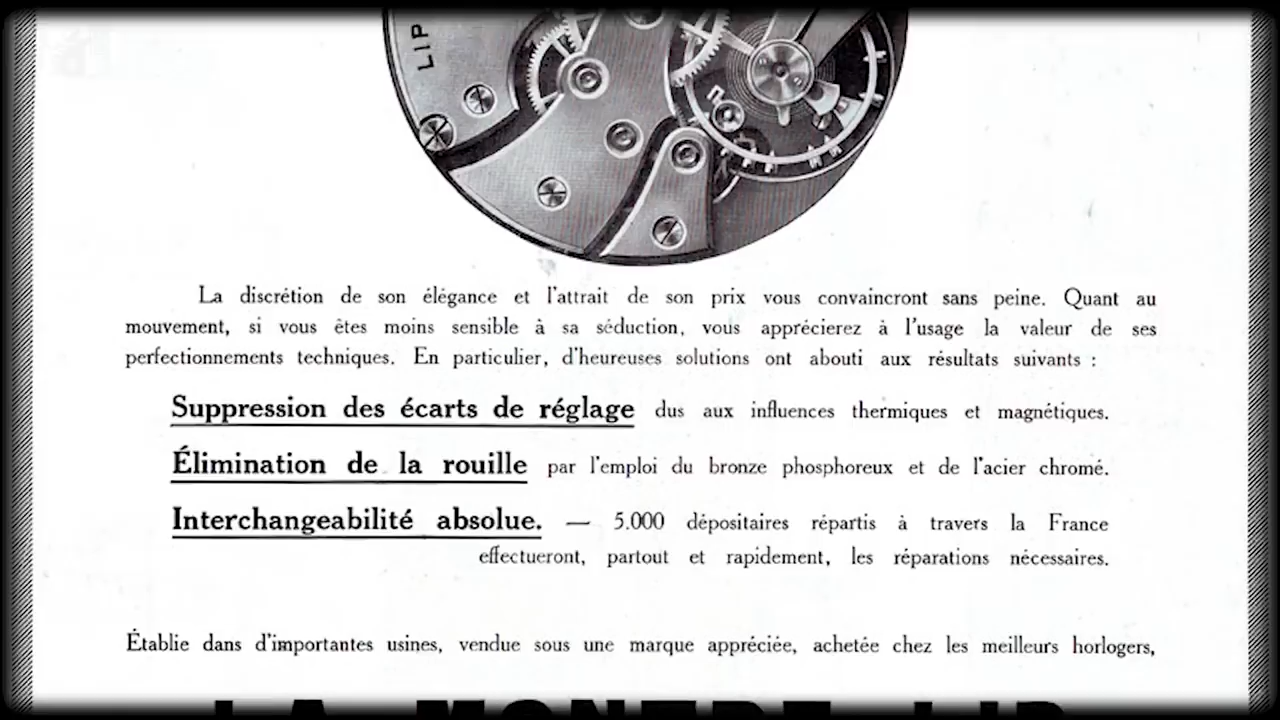 LIP
La discrétion de son élégance et l'attrait de son prix vous convaincront sans peine. Quant au
mouvement, si vous êtes moins sensible à sa séduction, vous apprécierez à l'usage la valeur de ses
perfectionnements techniques. En particulier, d'heureuses solutions ont abouti aux résultats suivants :
Suppression des écarts de réglage dus aux influences thermiques et magnétiques.
Élimination de la rouille par l'emploi du bronze phosphoreux et de l'acier chromé.
Interchangeabilité absolue. — 5.000 dépositaires répartis à travers la France
effectueront, partout et rapidement, les réparations nécessaires.
Établie dans d'importantes usines, vendue sous une marque appréciée, achetée chez les meilleurs horlogers,
LA MONTRE LIP